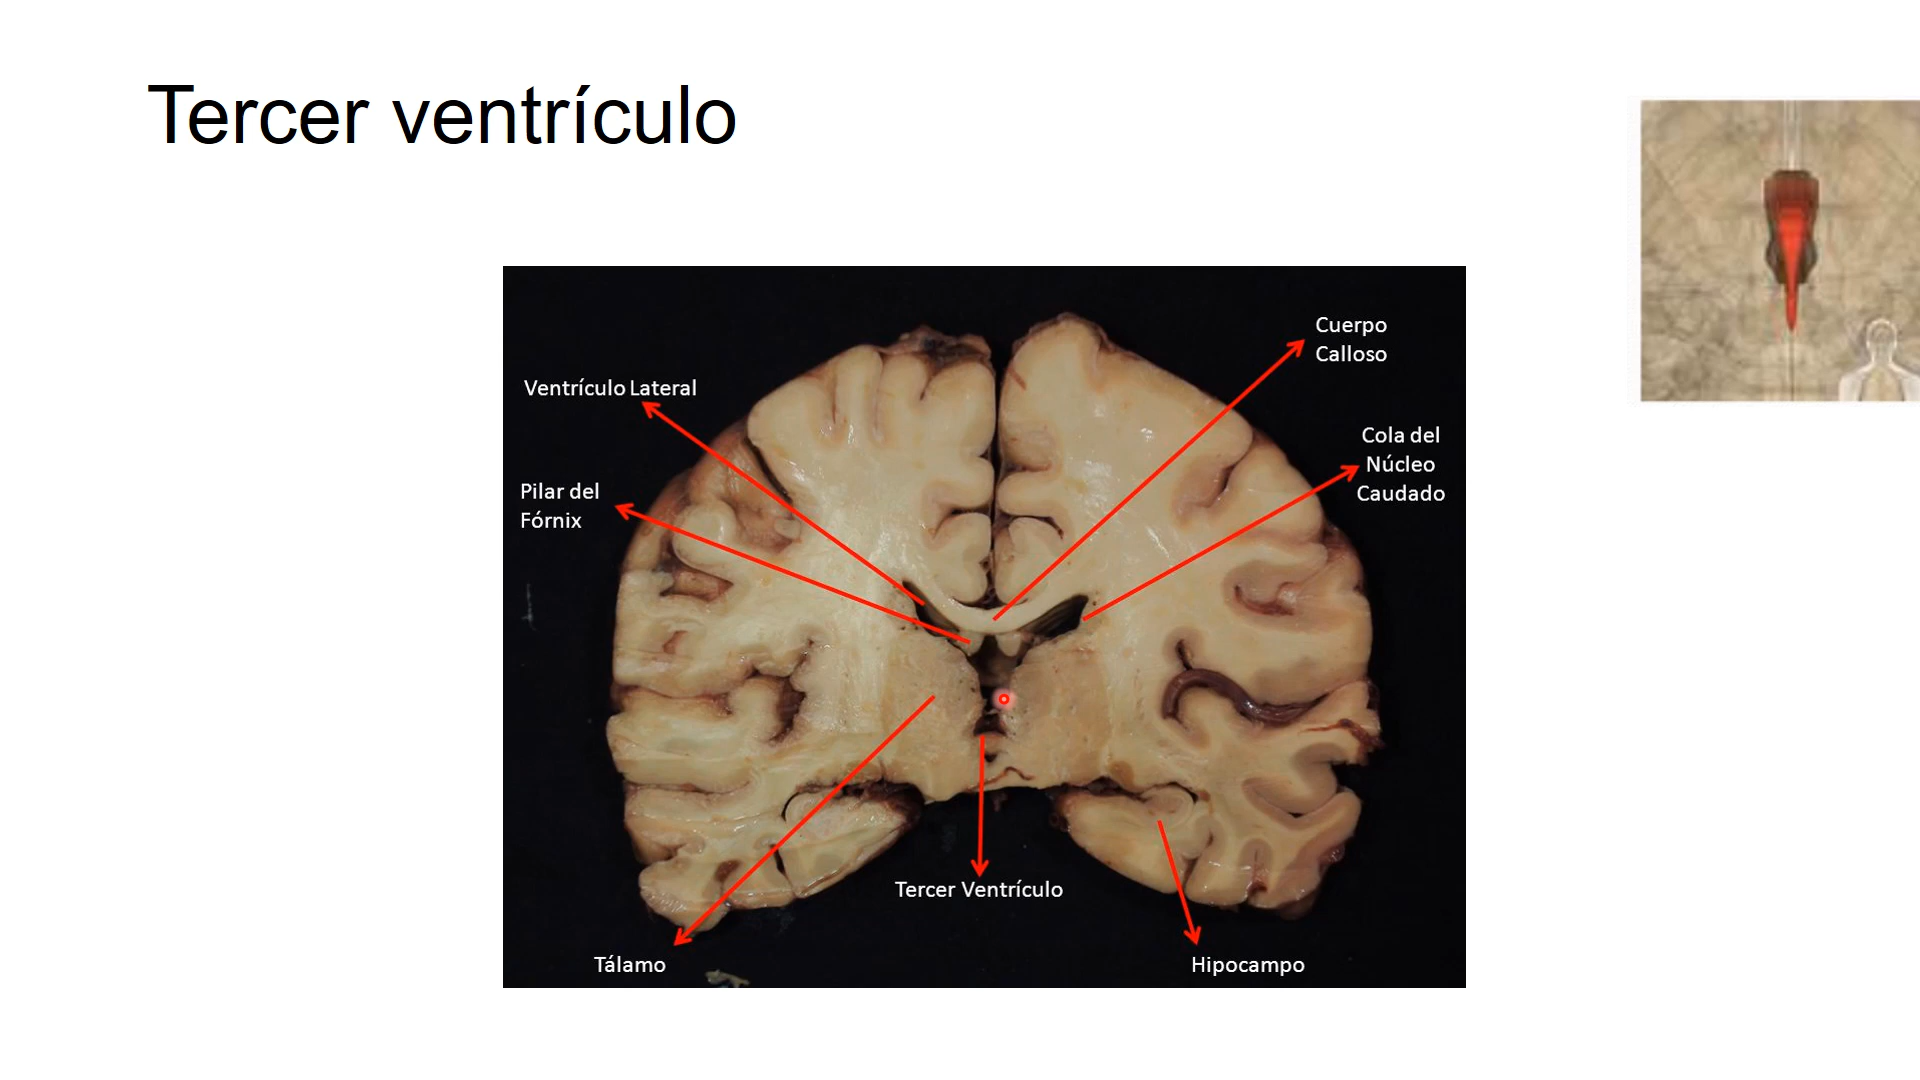 Tercer ventrículo
Cuerpo
Calloso
Ventrículo Lateral
Cola del
Núcleo
Caudado
Pilar del
Fórnix
Tercer Ventrículo
Tálamo
Hipocampo